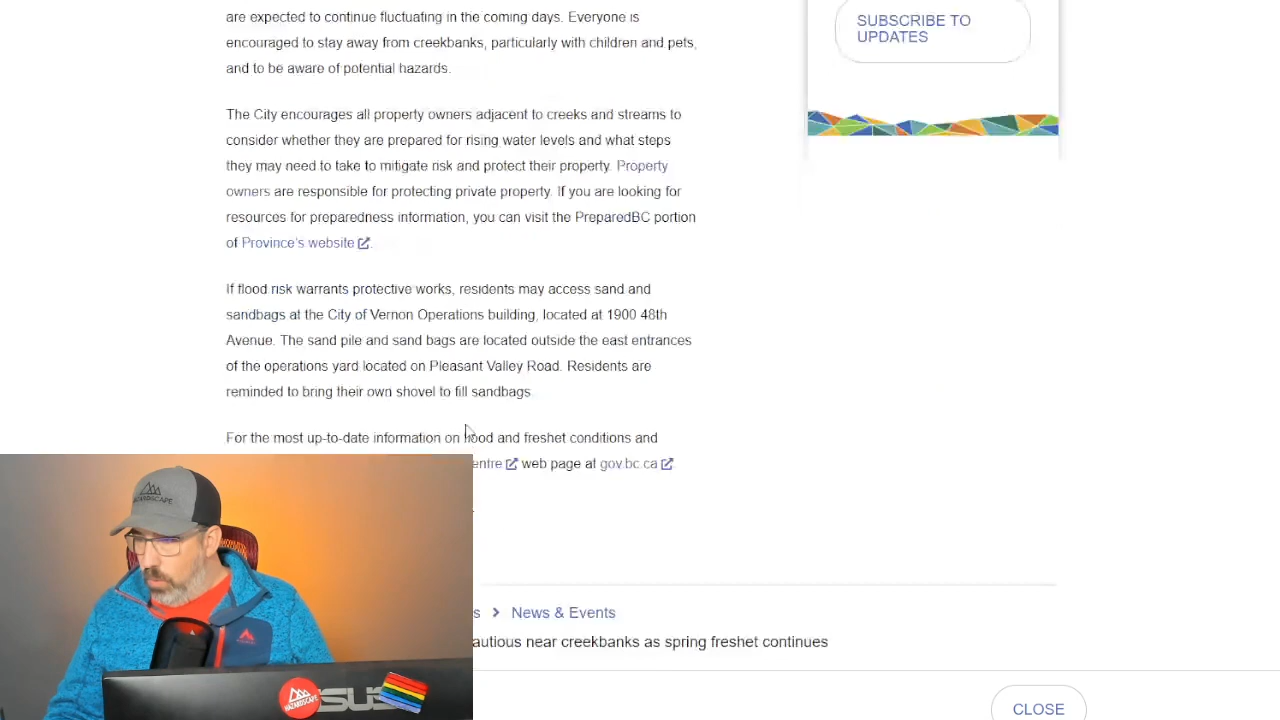 are expected to continue fluctuating in the coming days. Everyone is
encouraged to stay away from creekbanks, particularly with children and pets,
and to be aware of potential hazards.
The City encourages all property owners adjacent to creeks and streams to
consider whether they are prepared for rising water levels and what steps
they may need to take to mitigate risk and protect their property. Property
owners are responsible for protecting private property. If you are looking for
resources for preparedness information, you can visit the PreparedBC portion
of Province's website
If flood risk warrants protective works, residents may access sand and
sandbags at the City of Vernon Operations building, located at 1900 48th
Avenue. The sand pile and sand bags are located outside the east entrances
of the operations yard located on Pleasant Valley Road. Residents are
reminded to bring their own shovel to fill sandbags.
For the most up-to-date information on flood and freshet conditions and
entre web page at gov.bc.ca
SUBSCRIBE TO
UPDATES
s > News & Events
autious near creekbanks as spring freshet continues
CLOSE
HAZARDSCAPE
HAZARDSCAPE
ASUS